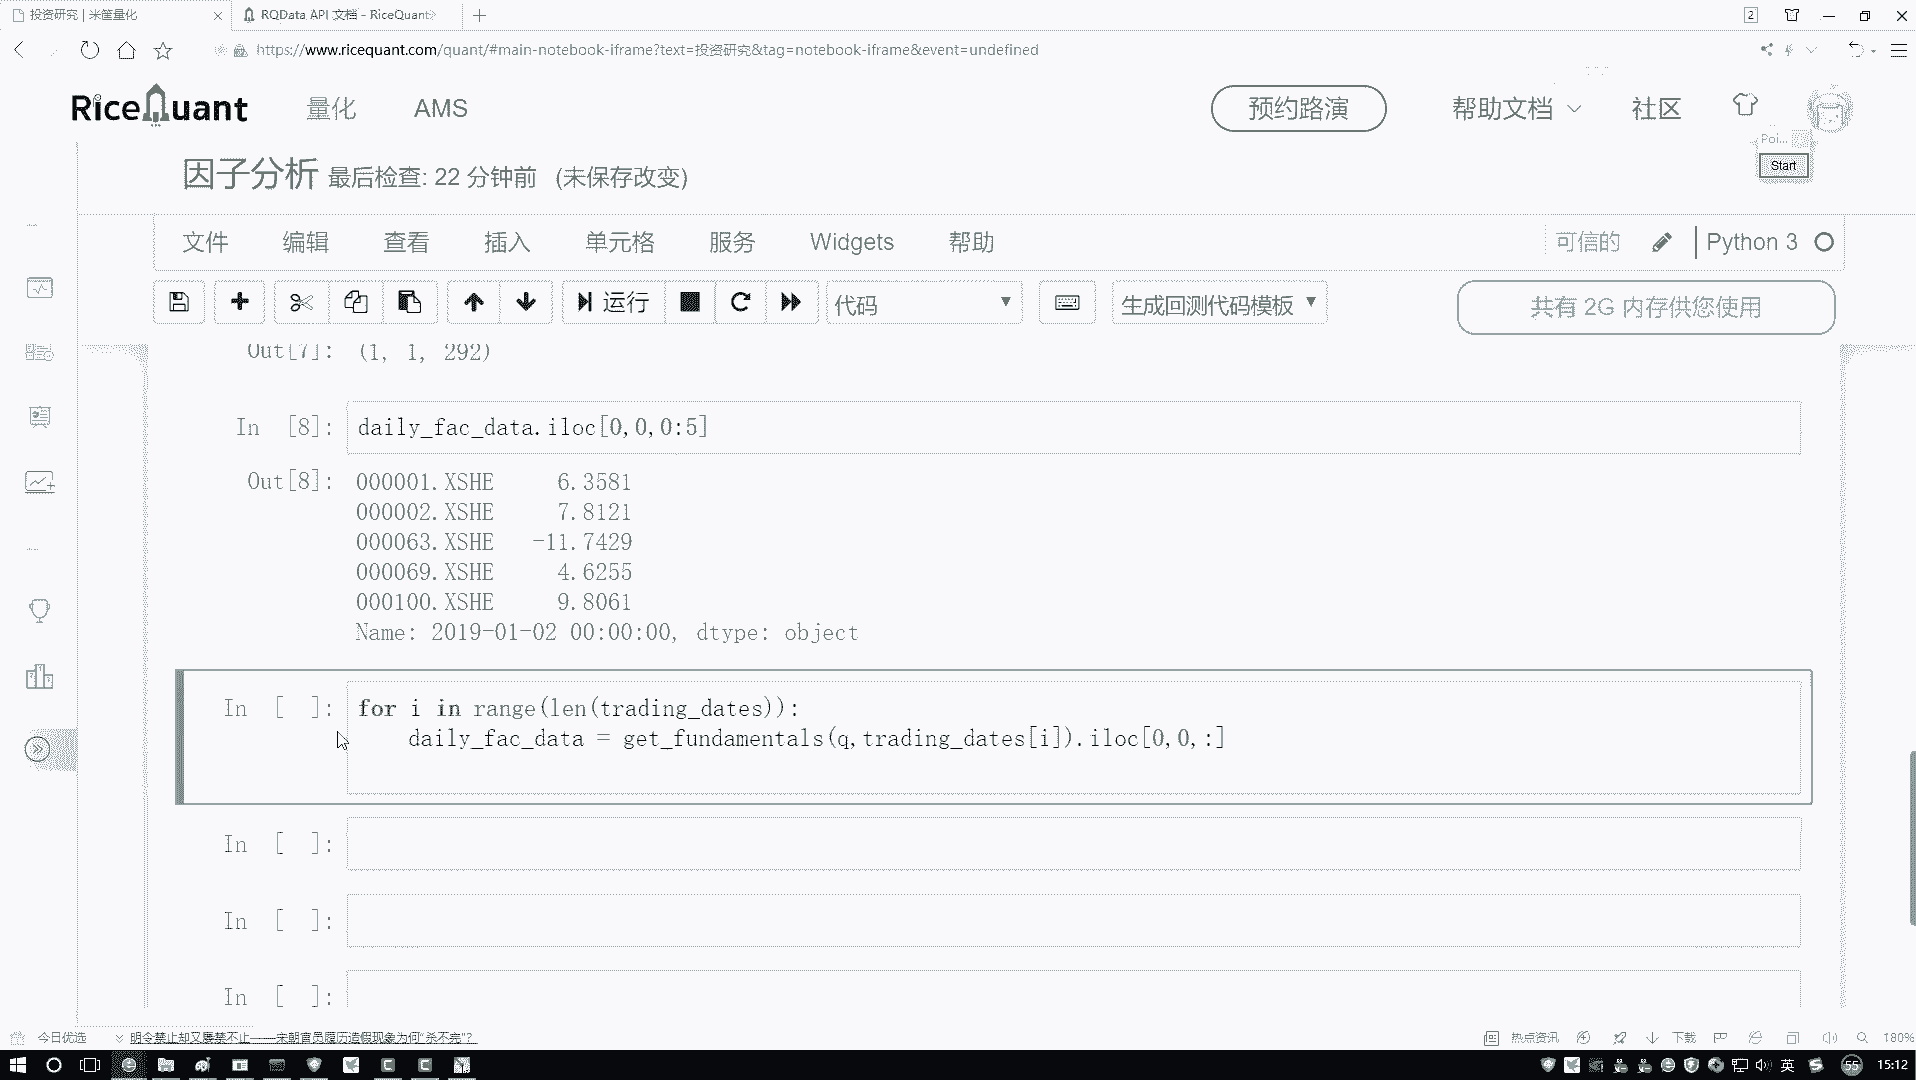 投资研究 | 米筐量化
RQData API 文档 - RiceQuant
2
https://www.ricequant.com/quant/#main-notebook-iframe?text=投资研究&tag=notebook-iframe&event=undefined
RiceQuant 量化 AMS 预约路演 帮助文档 社区
Poi...
Start
因子分析 最后检查: 22 分钟前 (未保存改变)
文件 编辑 查看 插入 单元格 服务 Widgets 帮助 可信的 Python 3
运行 代码 生成回测代码模板 共有 2G 内存供您使用
Out[7]: (1, 1, 292)
In [8]: daily_fac_data.iloc[0,0,0:5]
Out[8]: 000001.XSHE 6.3581
000002.XSHE 7.8121
000063.XSHE -11.7429
000069.XSHE 4.6255
000100.XSHE 9.8061
Name: 2019-01-02 00:00:00, dtype: object
In [ ]: for i in range(len(trading_dates)):
daily_fac_data = get_fundamentals(q,trading_dates[i]).iloc[0,0,:]
In [ ]:
In [ ]:
In [ ]:
今日优选 明令禁止却又屡禁不止——宋朝官员履历造假现象为何“杀不完”? 热点资讯 下载 180%
英 55 15:12